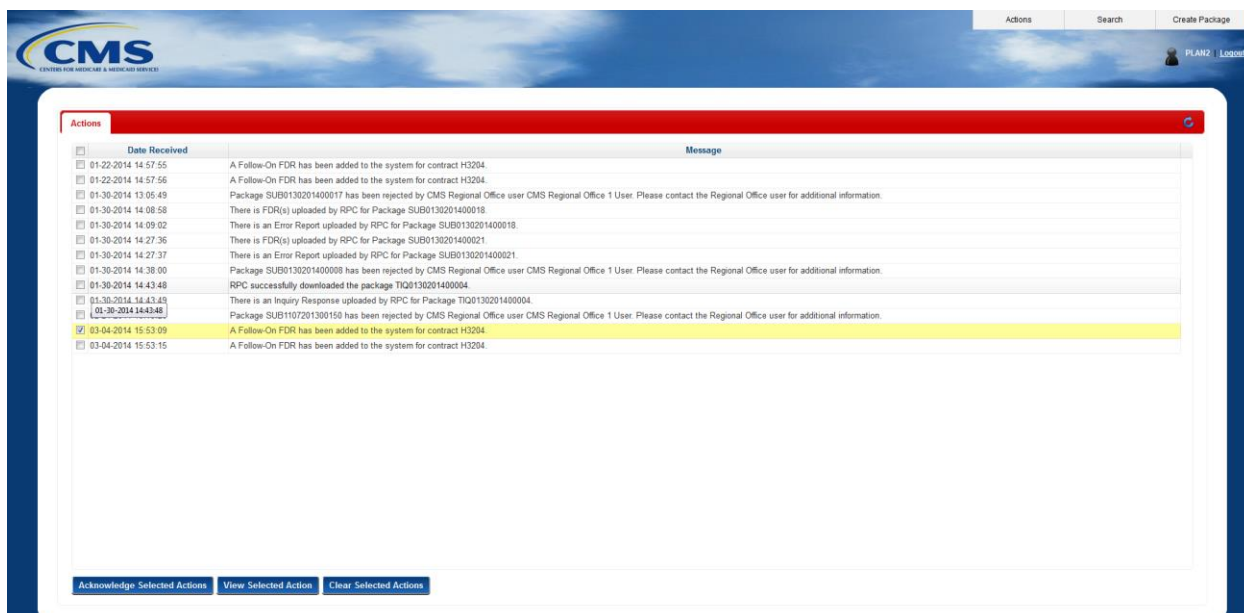 Actions Search Create Package
CMS
CENTERS FOR MEDICARE & MEDICAID SERVICES
PLAN2 | Logout
Actions
Date Received Message
01-22-2014 14:57:55 A Follow-On FDR has been added to the system for contract H3204.
01-22-2014 14:57:56 A Follow-On FDR has been added to the system for contract H3204.
01-30-2014 13:05:49 Package SUB0130201400017 has been rejected by CMS Regional Office user CMS Regional Office 1 User. Please contact the Regional Office user for additional information.
01-30-2014 14:08:58 There is FDR(s) uploaded by RPC for Package SUB0130201400018.
01-30-2014 14:09:02 There is an Error Report uploaded by RPC for Package SUB0130201400018.
01-30-2014 14:27:36 There is FDR(s) uploaded by RPC for Package SUB0130201400021.
01-30-2014 14:27:37 There is an Error Report uploaded by RPC for Package SUB0130201400021.
01-30-2014 14:38:00 Package SUB0130201400008 has been rejected by CMS Regional Office user CMS Regional Office 1 User. Please contact the Regional Office user for additional information.
01-30-2014 14:43:48 RPC successfully downloaded the package TIQ0130201400004.
01-30-2014 14:43:49 There is an Inquiry Response uploaded by RPC for Package TIQ0130201400004.
01-30-2014 14:43:48
Package SUB1107201300150 has been rejected by CMS Regional Office user CMS Regional Office 1 User. Please contact the Regional Office user for additional information.
03-04-2014 15:53:09 A Follow-On FDR has been added to the system for contract H3204.
03-04-2014 15:53:15 A Follow-On FDR has been added to the system for contract H3204.
Acknowledge Selected Actions View Selected Action Clear Selected Actions